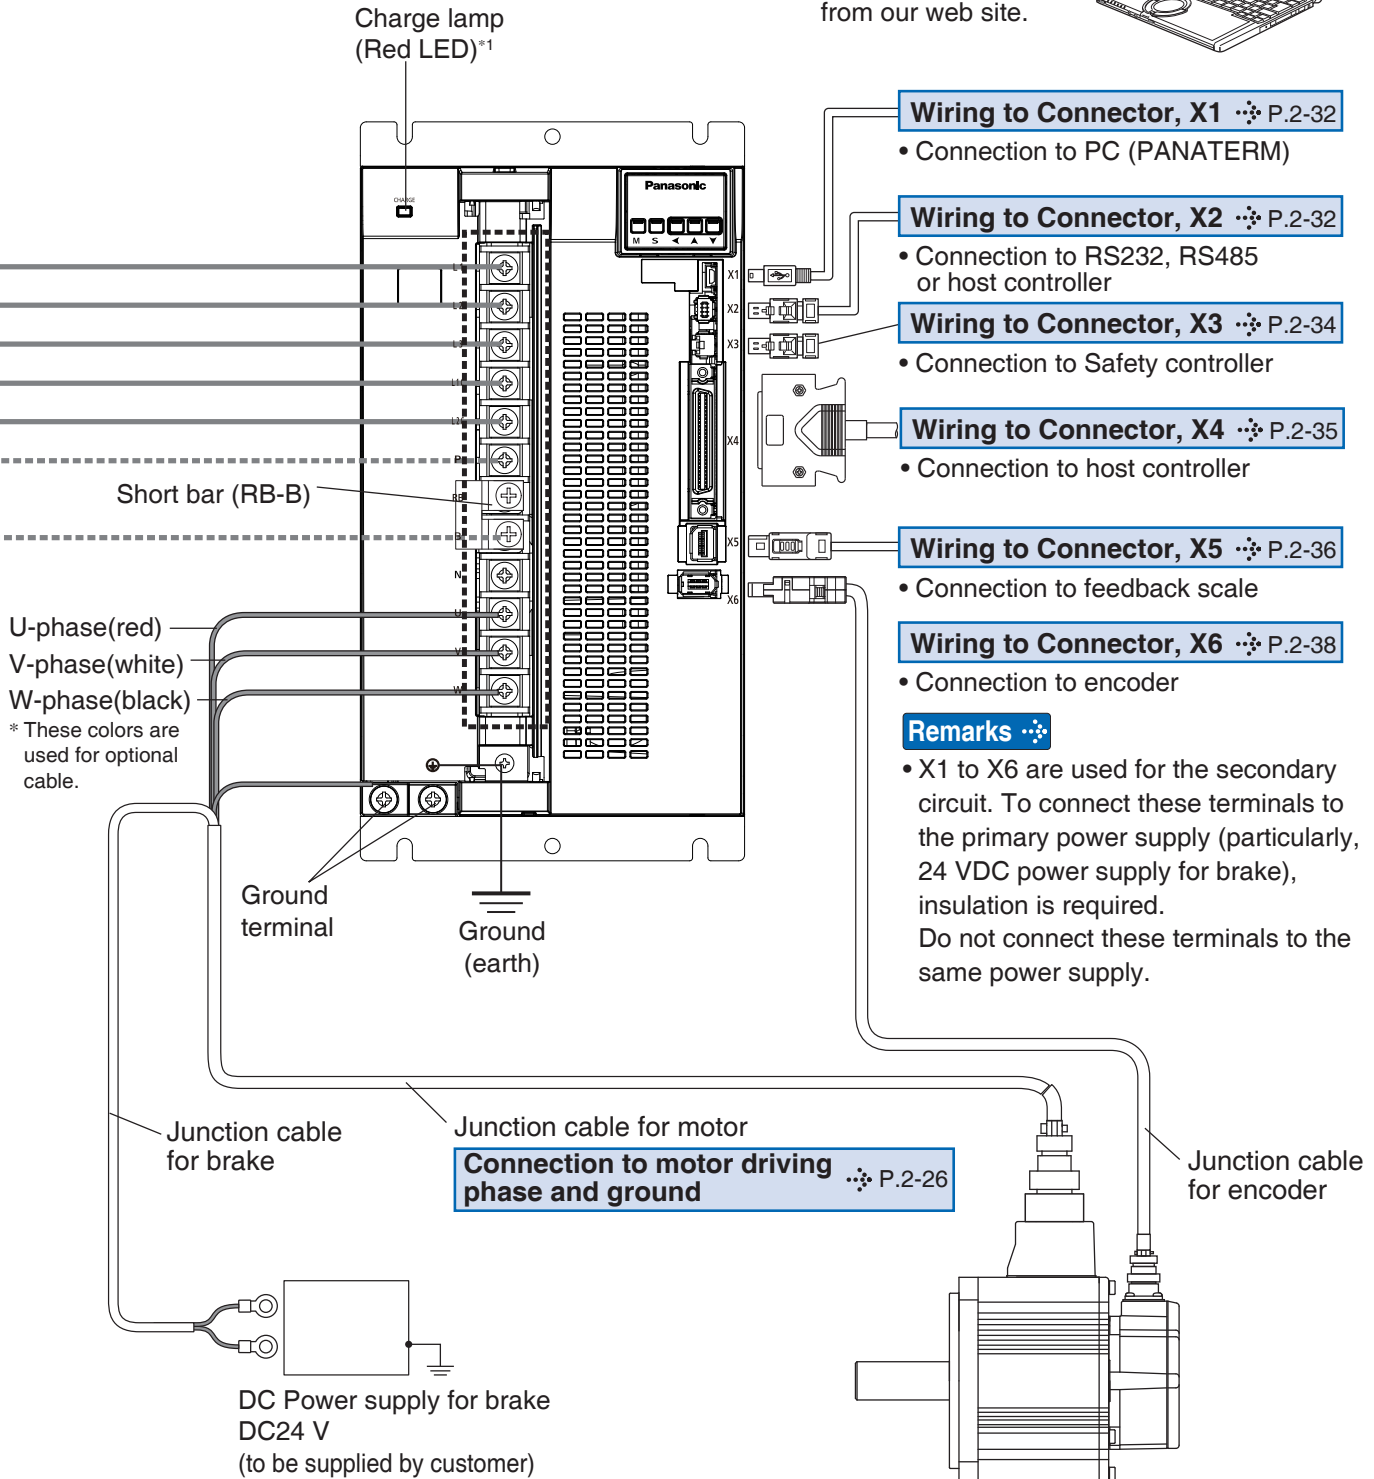 Charge lamp
(Red LED)*1
from our web site.
CHARGE
Panasonic
M S
Wiring to Connector, X1 P.2-32
• Connection to PC (PANATERM)
Wiring to Connector, X2 P.2-32
• Connection to RS232, RS485
or host controller
Wiring to Connector, X3 P.2-34
• Connection to Safety controller
Wiring to Connector, X4 P.2-35
• Connection to host controller
Wiring to Connector, X5 P.2-36
• Connection to feedback scale
Wiring to Connector, X6 P.2-38
• Connection to encoder
Remarks
• X1 to X6 are used for the secondary
circuit. To connect these terminals to
the primary power supply (particularly,
24 VDC power supply for brake),
insulation is required.
Do not connect these terminals to the
same power supply.
X1
X2
X3
X4
X5
X6
N
Short bar (RB-B)
U-phase(red)
V-phase(white)
W-phase(black)
* These colors are
used for optional
cable.
Ground
terminal
Ground
(earth)
Junction cable
for brake
Junction cable for motor
Connection to motor driving
phase and ground P.2-26
Junction cable
for encoder
DC Power supply for brake
DC24 V
(to be supplied by customer)